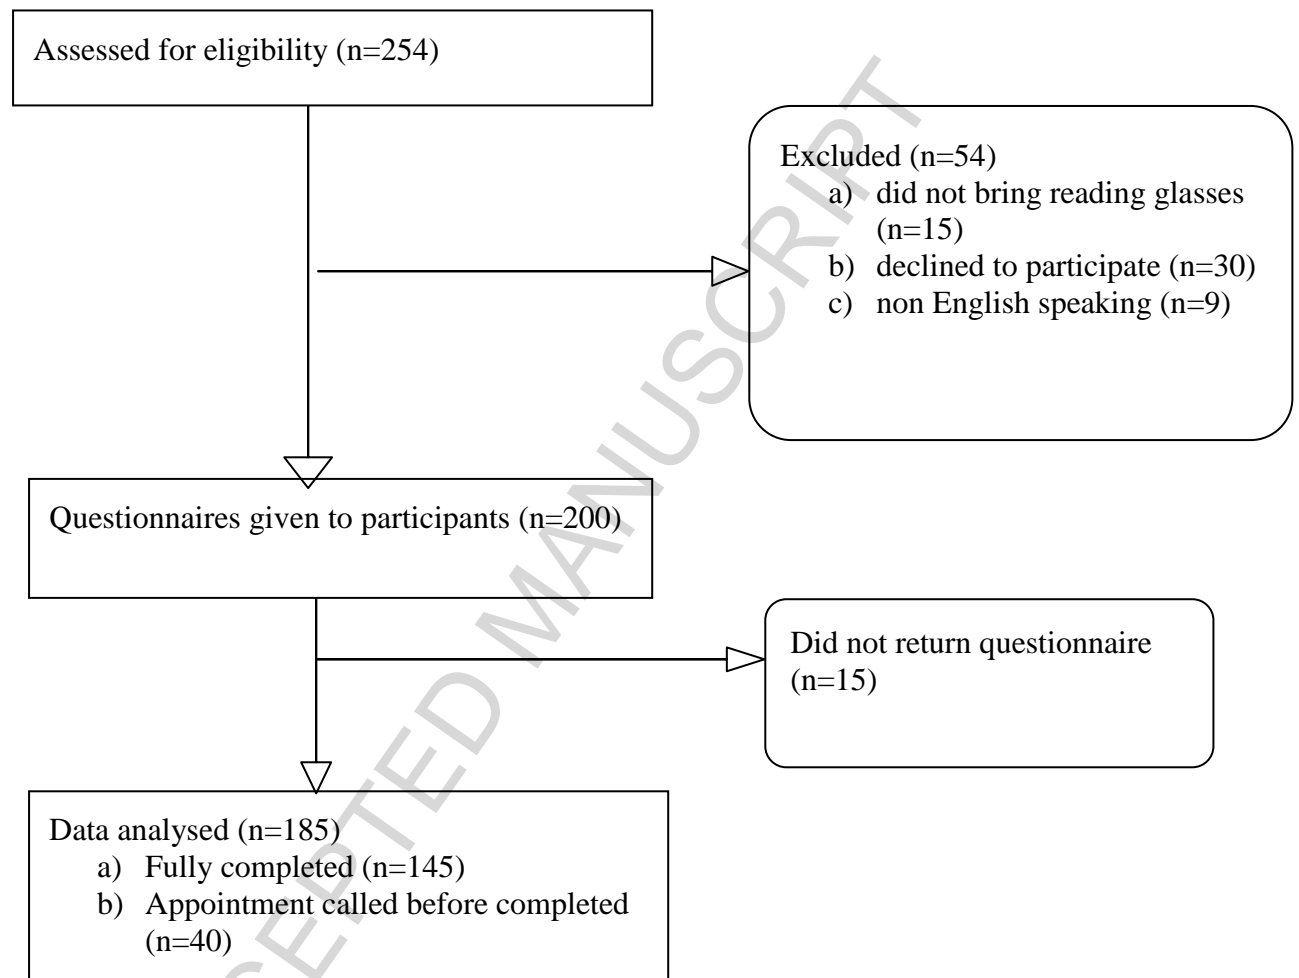 Assessed for eligibility (n=254)
Excluded (n=54)
a) did not bring reading glasses
(n=15)
b) declined to participate (n=30)
c) non English speaking (n=9)
Questionnaires given to participants (n=200)
Did not return questionnaire
(n=15)
Data analysed (n=185)
a) Fully completed (n=145)
b) Appointment called before completed
(n=40)
CEPTED MANUSCRIPT